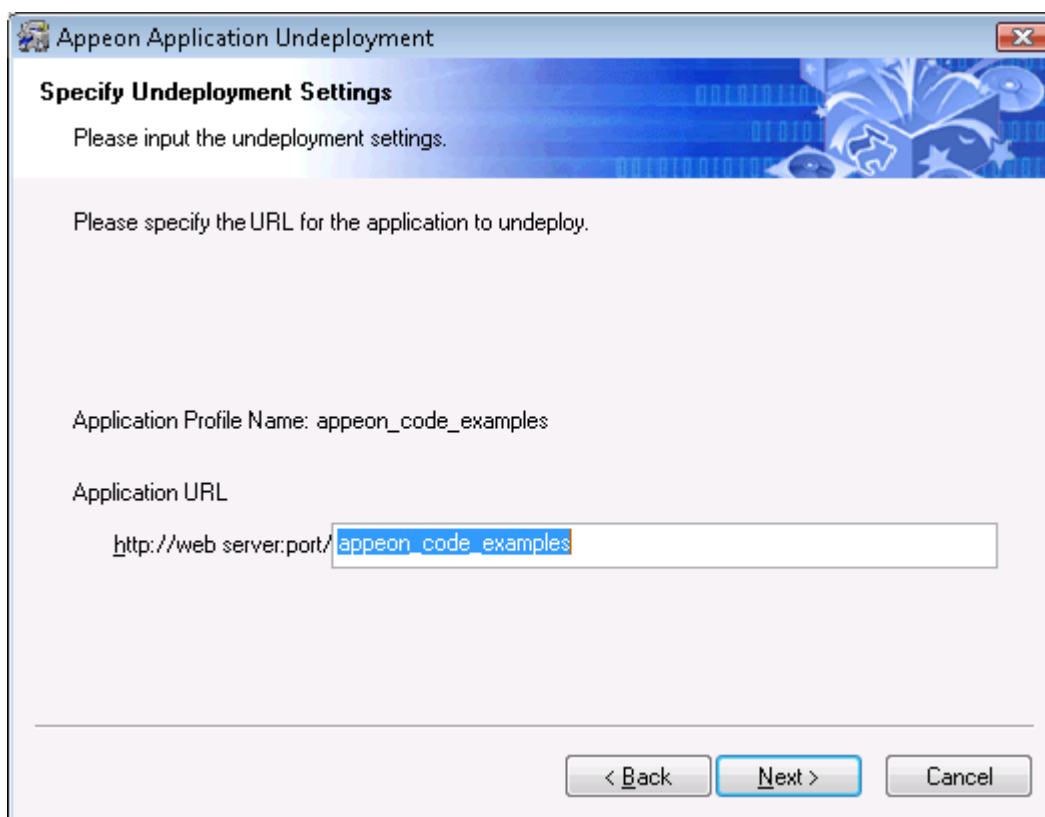 Appeon Application Undeployment
Specify Undeployment Settings
Please input the undeployment settings.
Please specify the URL for the application to undeploy.
Application Profile Name: appeon_code_examples
Application URL
http://web server:port/ appeon_code_examples
< Back Next > Cancel